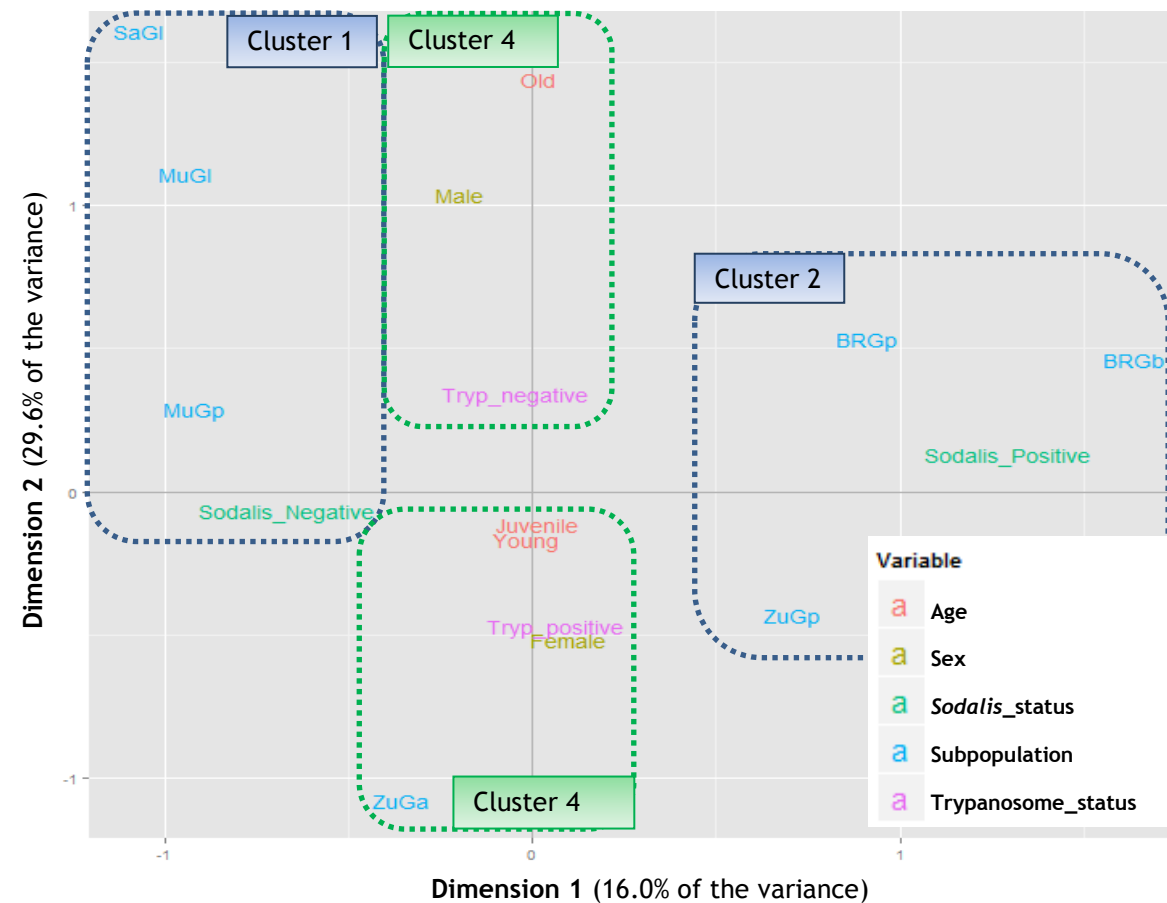 SaGl
Cluster 1
Cluster 4
Old
MuGl
Male
1
Cluster 2
BRGp
BRGb
Tryp_negative
MuGp
Sodalis_Positive
0
Sodalis_Negative
Juvenile
Young
Variable
a Age
ZuGp
Tryp_positive
Female
a Sex
a Sodalis_status
a Subpopulation
-1
ZuGa
Cluster 4
a Trypanosome_status
-1
0
1
Dimension 1 (16.0% of the variance)
Dimension 2 (29.6% of the variance)